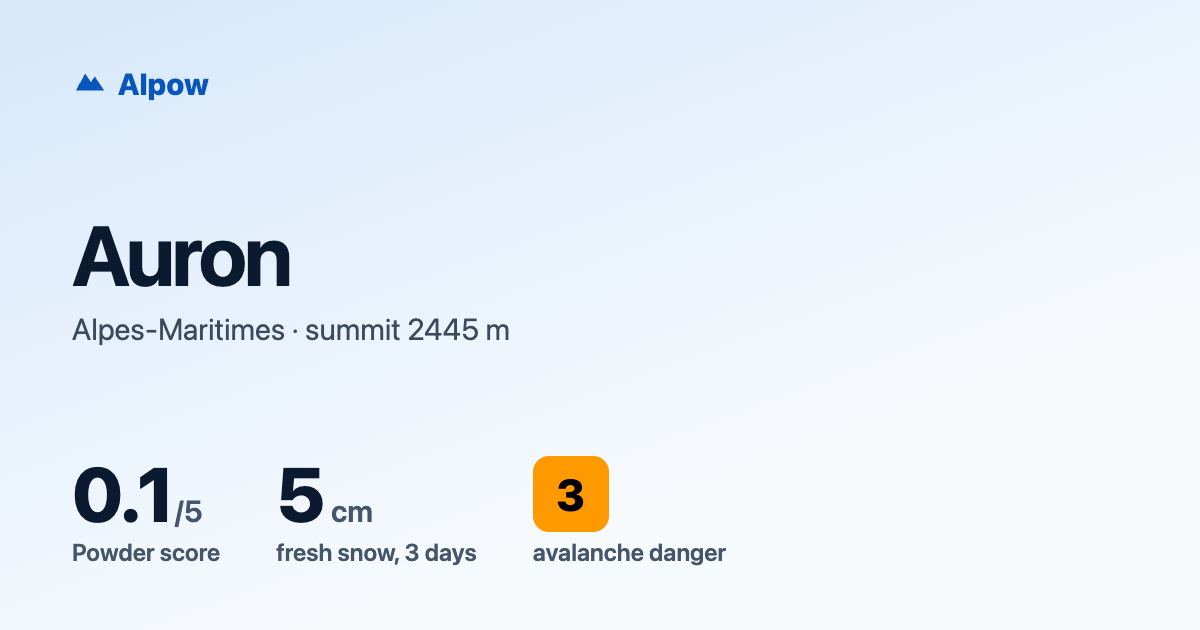 Alpow
Auron
Alpes-Maritimes · summit 2445 m
0.1/5
Powder score
5 cm
fresh snow, 3 days
3
avalanche danger